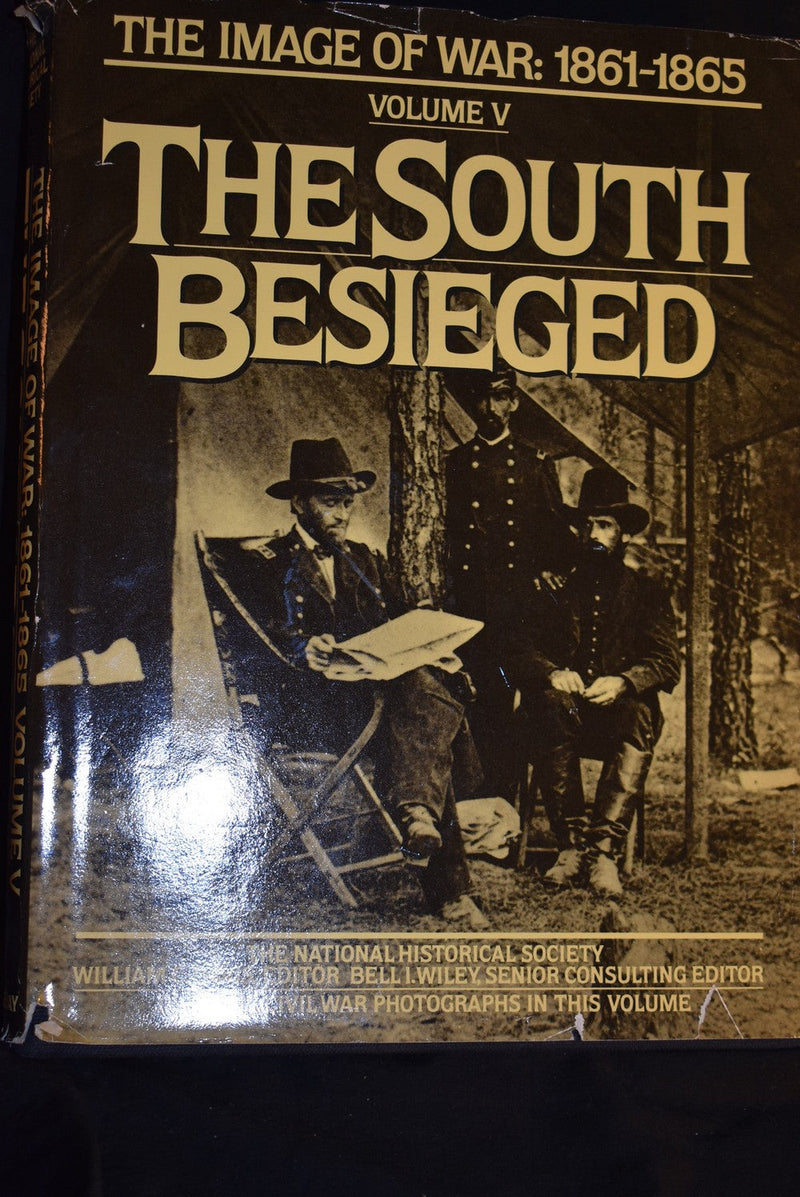 THE IMAGE OF WAR: 1861-1865
VOLUME V
THE SOUTH
BESIEGED
THE NATIONAL HISTORICAL SOCIETY
WILLIAM EDITOR BELL I. WILEY, SENIOR CONSULTING EDITOR
CIVIL WAR PHOTOGRAPHS IN THIS VOLUME
THE IMAGE OF WAR: 1861-1865 VOLUME V